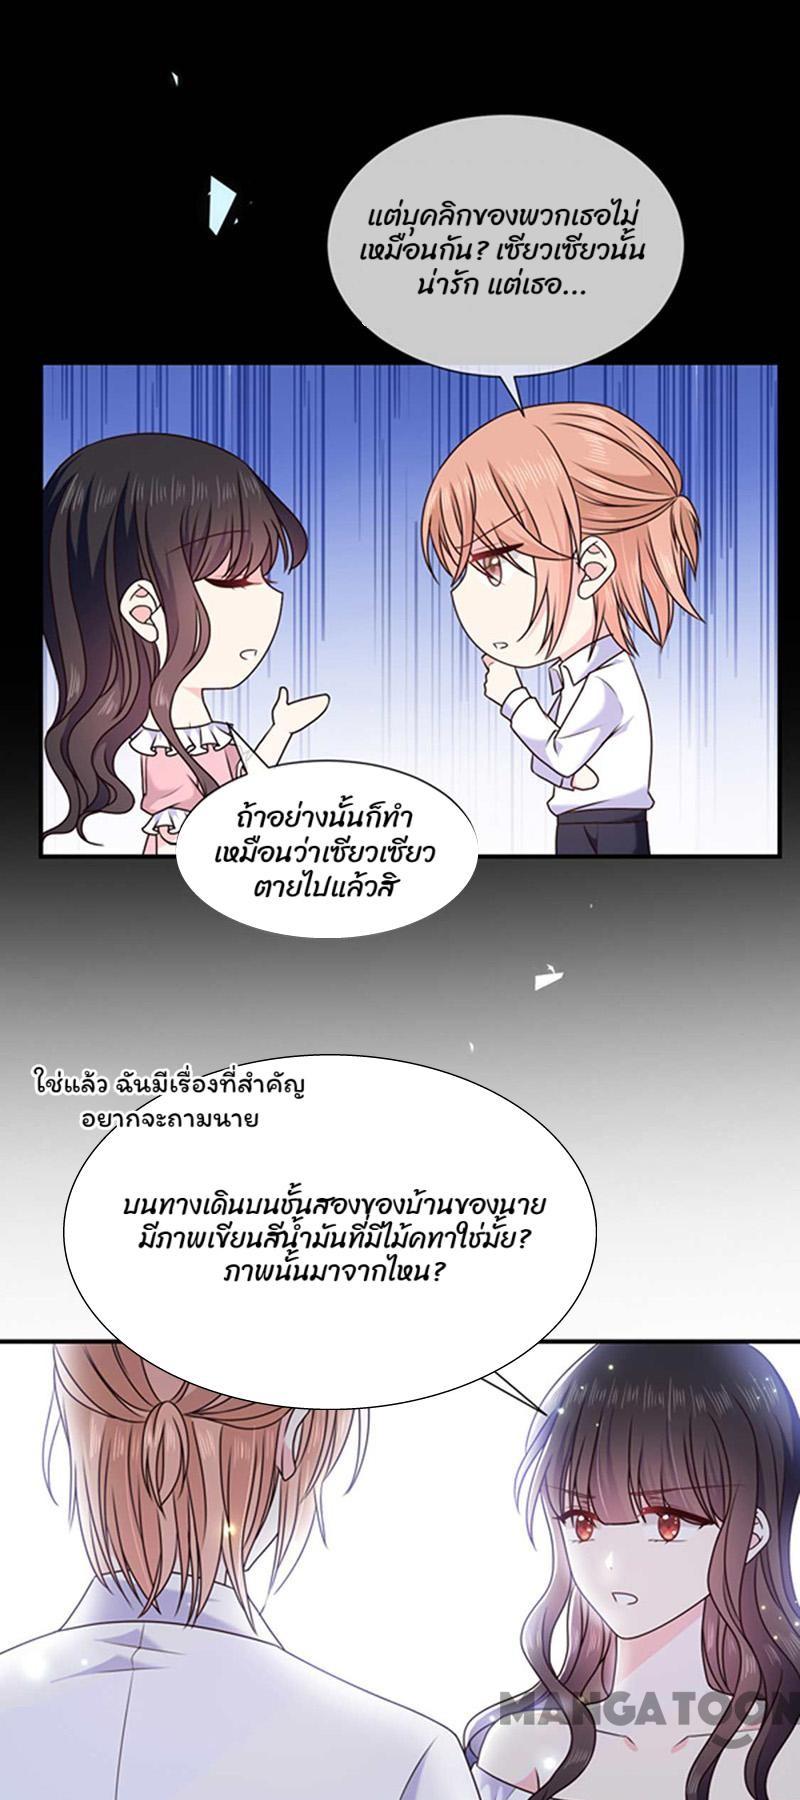 แต่บุคลิกของพวกเธอไม่
เหมือนกัน? เซียวเซียวนั้น
น่ารัก แต่เธอ...
ถ้าอย่างนั้นก็ทำ
เหมือนว่าเซียวเซียว
ตายไปแล้วสิ
ใช่แล้ว ฉันมีเรื่องที่สำคัญ
อยากจะถามนาย
บนทางเดินบนชั้นสองของบ้านของนาย
มีภาพเขียนสีน้ำมันที่มีไม้คทาใช่มั้ย?
ภาพนั้นมาจากไหน?
MANGATOON